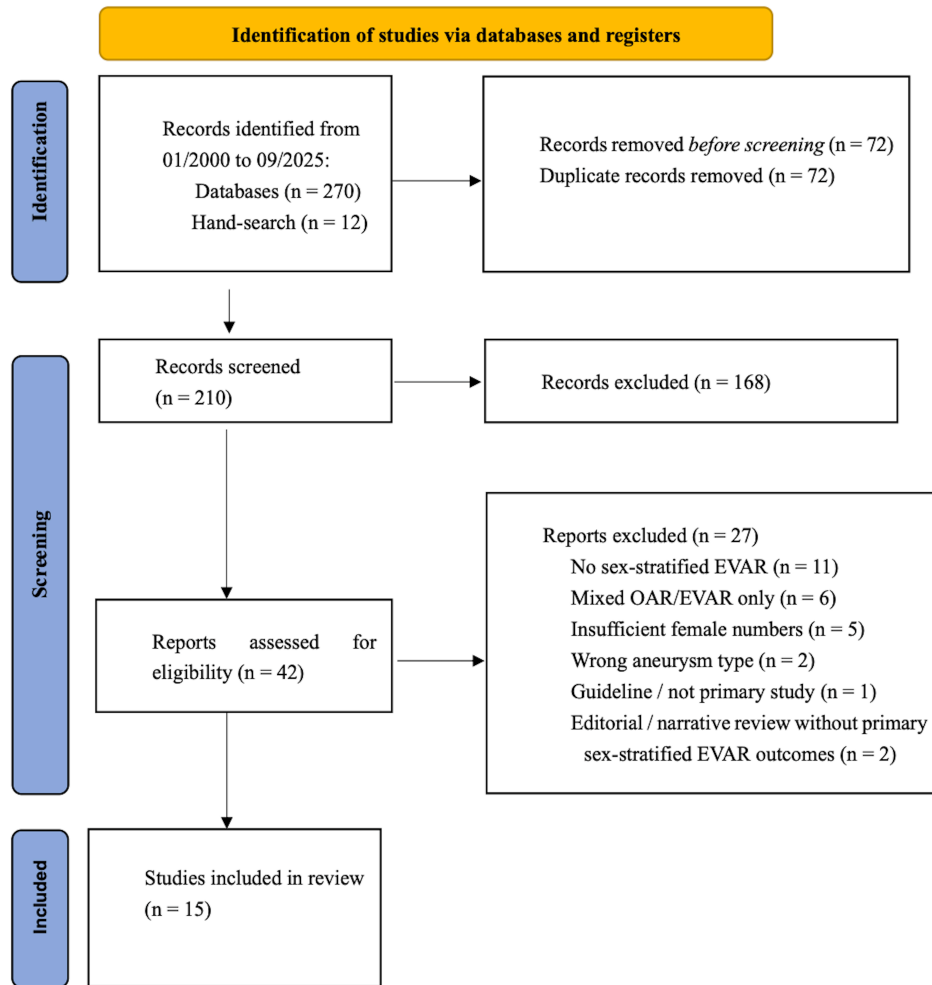 Identification of studies via databases and registers
Identification
Records identified from
01/2000 to 09/2025:
Databases (n = 270)
Hand-search (n = 12)
Records removed before screening (n = 72)
Duplicate records removed (n = 72)
Screening
Records screened
(n = 210)
Records excluded (n = 168)
Reports assessed for
eligibility (n = 42)
Reports excluded (n = 27)
No sex-stratified EVAR (n = 11)
Mixed OAR/EVAR only (n = 6)
Insufficient female numbers (n = 5)
Wrong aneurysm type (n = 2)
Guideline / not primary study (n = 1)
Editorial / narrative review without primary
sex-stratified EVAR outcomes (n = 2)
Included
Studies included in review
(n = 15)